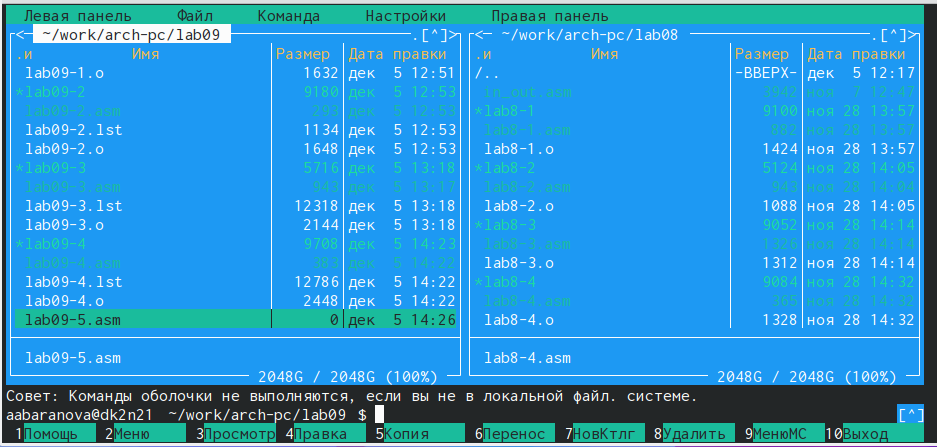 Левая панель Файл Команда Настройки Правая панель
<- ~/work/arch-pc/lab09 .[^]> <- ~/work/arch-pc/lab08 .[^]>
.и Имя Размер Дата правки .и Имя Размер Дата правки
lab09-1.o 1632 дек 5 12:51 /.. -ВВЕРХ- дек 5 12:17
*lab09-2 9180 дек 5 12:53 in_out.asm 3942 ноя 7 12:47
lab09-2.asm 293 дек 5 12:53 *lab8-1 9100 ноя 28 13:57
lab09-2.lst 1134 дек 5 12:53 lab8-1.asm 882 ноя 28 13:57
lab09-2.o 1648 дек 5 12:53 lab8-1.o 1424 ноя 28 13:57
*lab09-3 5716 дек 5 13:18 *lab8-2 5124 ноя 28 14:05
lab09-3.asm 943 дек 5 13:17 lab8-2.asm 943 ноя 28 14:04
lab09-3.lst 12318 дек 5 13:18 lab8-2.o 1088 ноя 28 14:05
lab09-3.o 2144 дек 5 13:18 *lab8-3 9052 ноя 28 14:14
*lab09-4 9708 дек 5 14:23 lab8-3.asm 1326 ноя 28 14:14
lab09-4.asm 383 дек 5 14:22 lab8-3.o 1312 ноя 28 14:14
lab09-4.lst 12786 дек 5 14:22 *lab8-4 9084 ноя 28 14:32
lab09-4.o 2448 дек 5 14:22 lab8-4.asm 365 ноя 28 14:32
lab09-5.asm 0 дек 5 14:26 lab8-4.o 1328 ноя 28 14:32
lab09-5.asm lab8-4.asm
2048G / 2048G (100%) 2048G / 2048G (100%)
Совет: Команды оболочки не выполняются, если вы не в локальной файл. системе.
aabaranova@dk2n21 ~/work/arch-pc/lab09 $ [^]
1Помощь 2Меню 3Просмотр 4Правка 5Копия 6Перенос 7НовКтлг 8Удалить 9МенюМС 10Выход